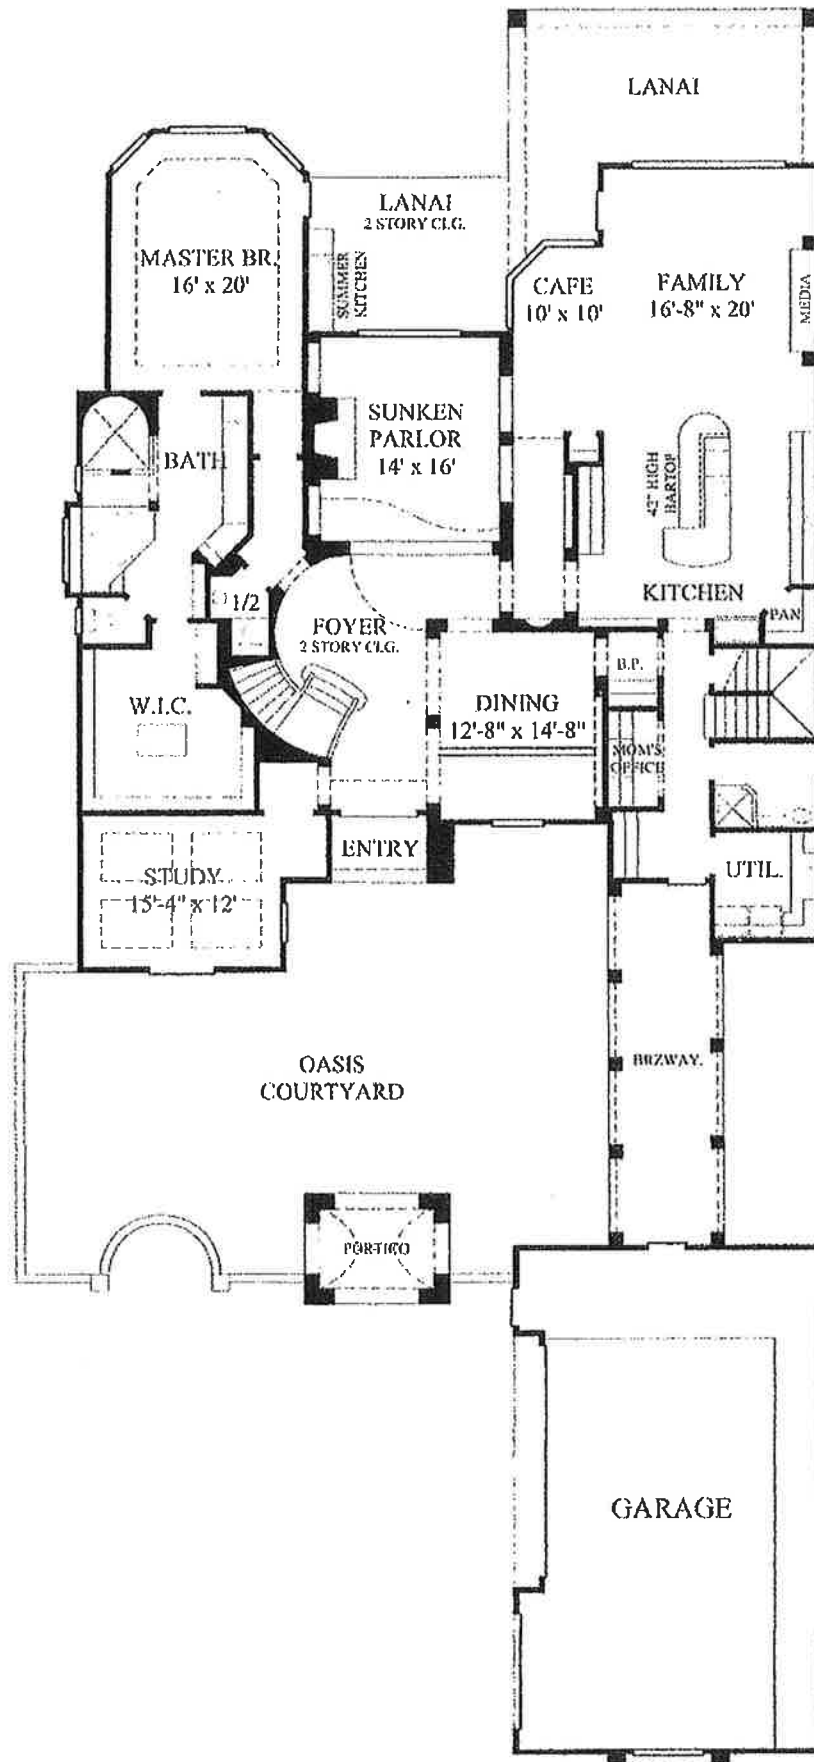 LANAI
LANAI
2 STORY CLG.
SUMMER
KITCHEN
MASTER BR.
16' x 20'
CAFE
10' x 10'
FAMILY
16'-8" x 20'
MEDIA
SUNKEN
PARLOR
14' x 16'
BATH
42" HIGH
BARTOP
KITCHEN
PAN
1/2
FOYER
2 STORY CLG.
B.P.
W.I.C.
DINING
12'-8" x 14'-8"
MOM'S
OFFICE
ENTRY
STUDY
15'-4" x 12'
UTIL.
OASIS
COURTYARD
BRZWAY.
PORTICO
GARAGE